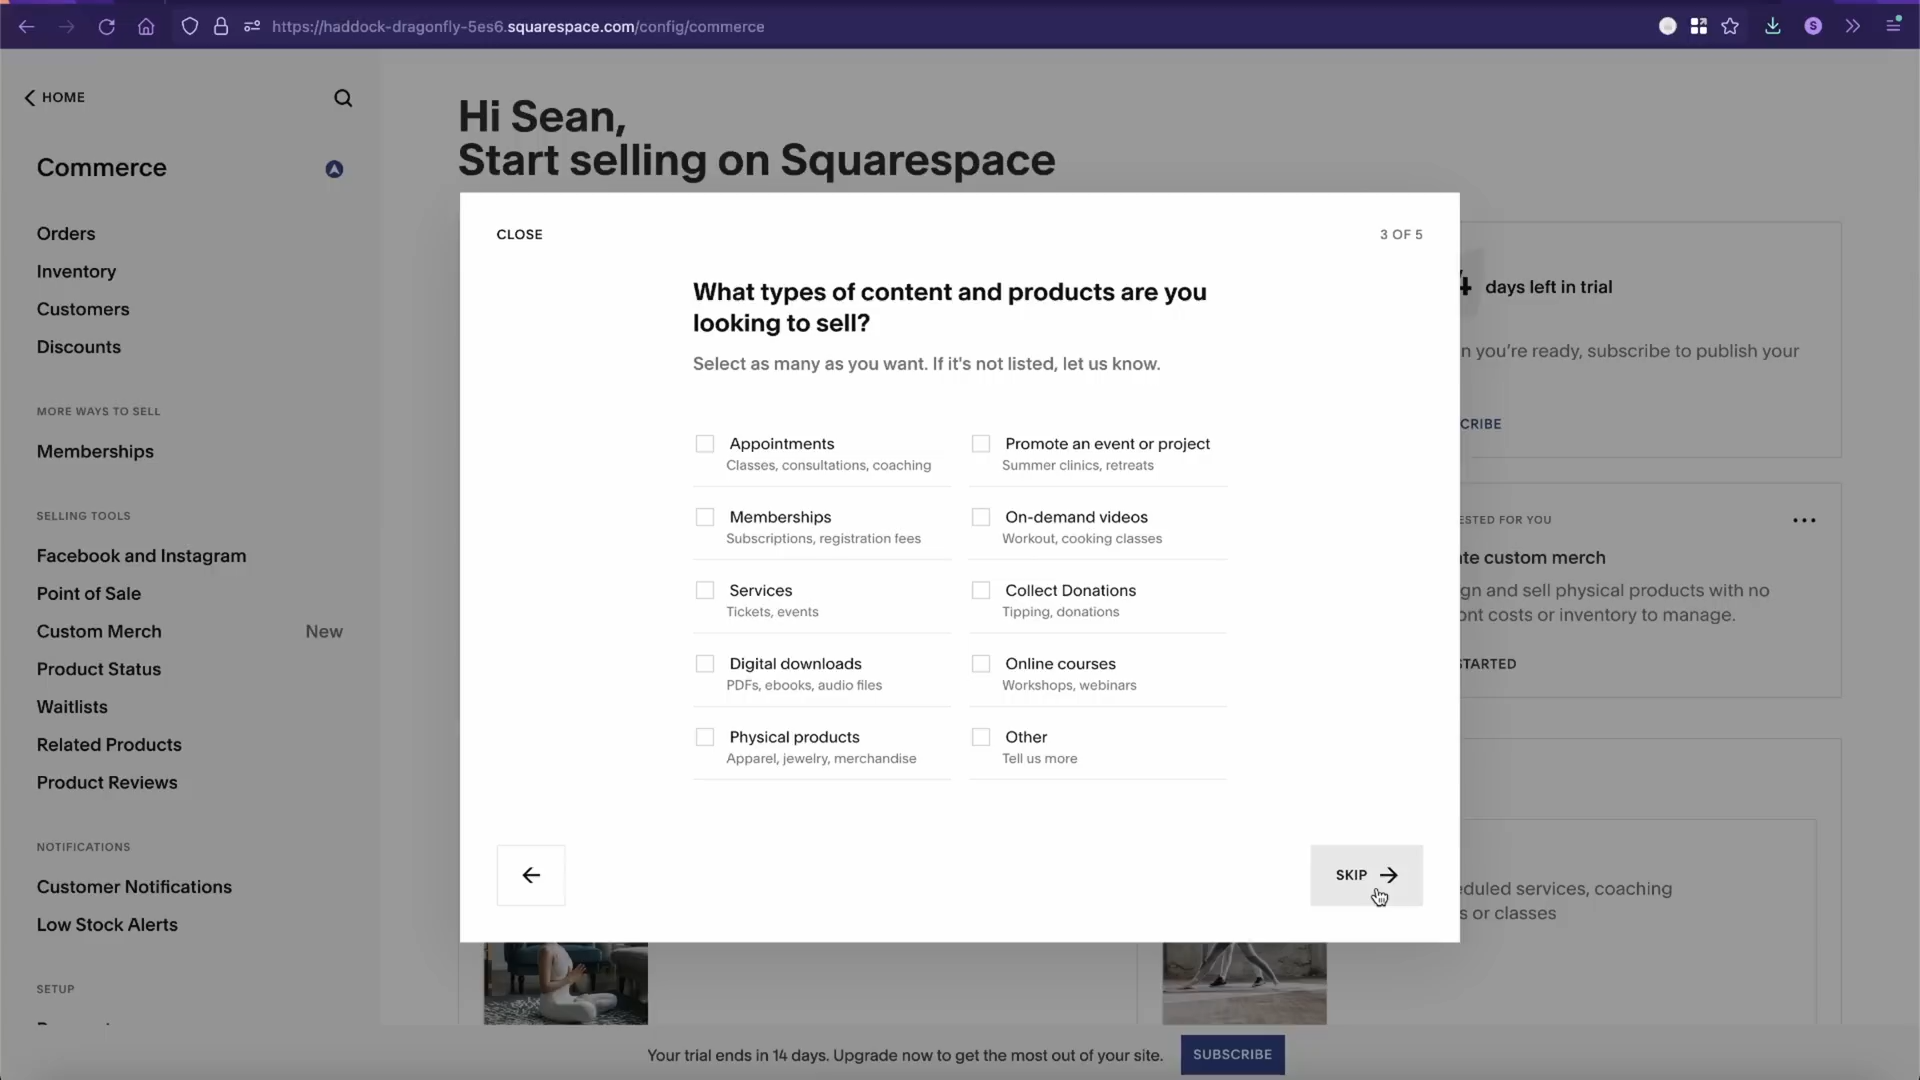 https://haddock-dragonfly-5es6.squarespace.com/config/commerce
S
HOME
Commerce
Orders
Inventory
Customers
Discounts
MORE WAYS TO SELL
Memberships
SELLING TOOLS
Facebook and Instagram
Point of Sale
Custom Merch New
Product Status
Waitlists
Related Products
Product Reviews
NOTIFICATIONS
Customer Notifications
Low Stock Alerts
SETUP
Hi Sean,
Start selling on Squarespace
CLOSE
3 OF 5
What types of content and products are you
looking to sell?
Select as many as you want. If it's not listed, let us know.
Appointments
Classes, consultations, coaching
Promote an event or project
Summer clinics, retreats
Memberships
Subscriptions, registration fees
On-demand videos
Workout, cooking classes
Services
Tickets, events
Collect Donations
Tipping, donations
Digital downloads
PDFs, ebooks, audio files
Online courses
Workshops, webinars
Physical products
Apparel, jewelry, merchandise
Other
Tell us more
SKIP
4 days left in trial
n you're ready, subscribe to publish your
CRIBE
ESTED FOR YOU
te custom merch
gn and sell physical products with no
ont costs or inventory to manage.
STARTED
duled services, coaching
s or classes
Your trial ends in 14 days. Upgrade now to get the most out of your site.
SUBSCRIBE